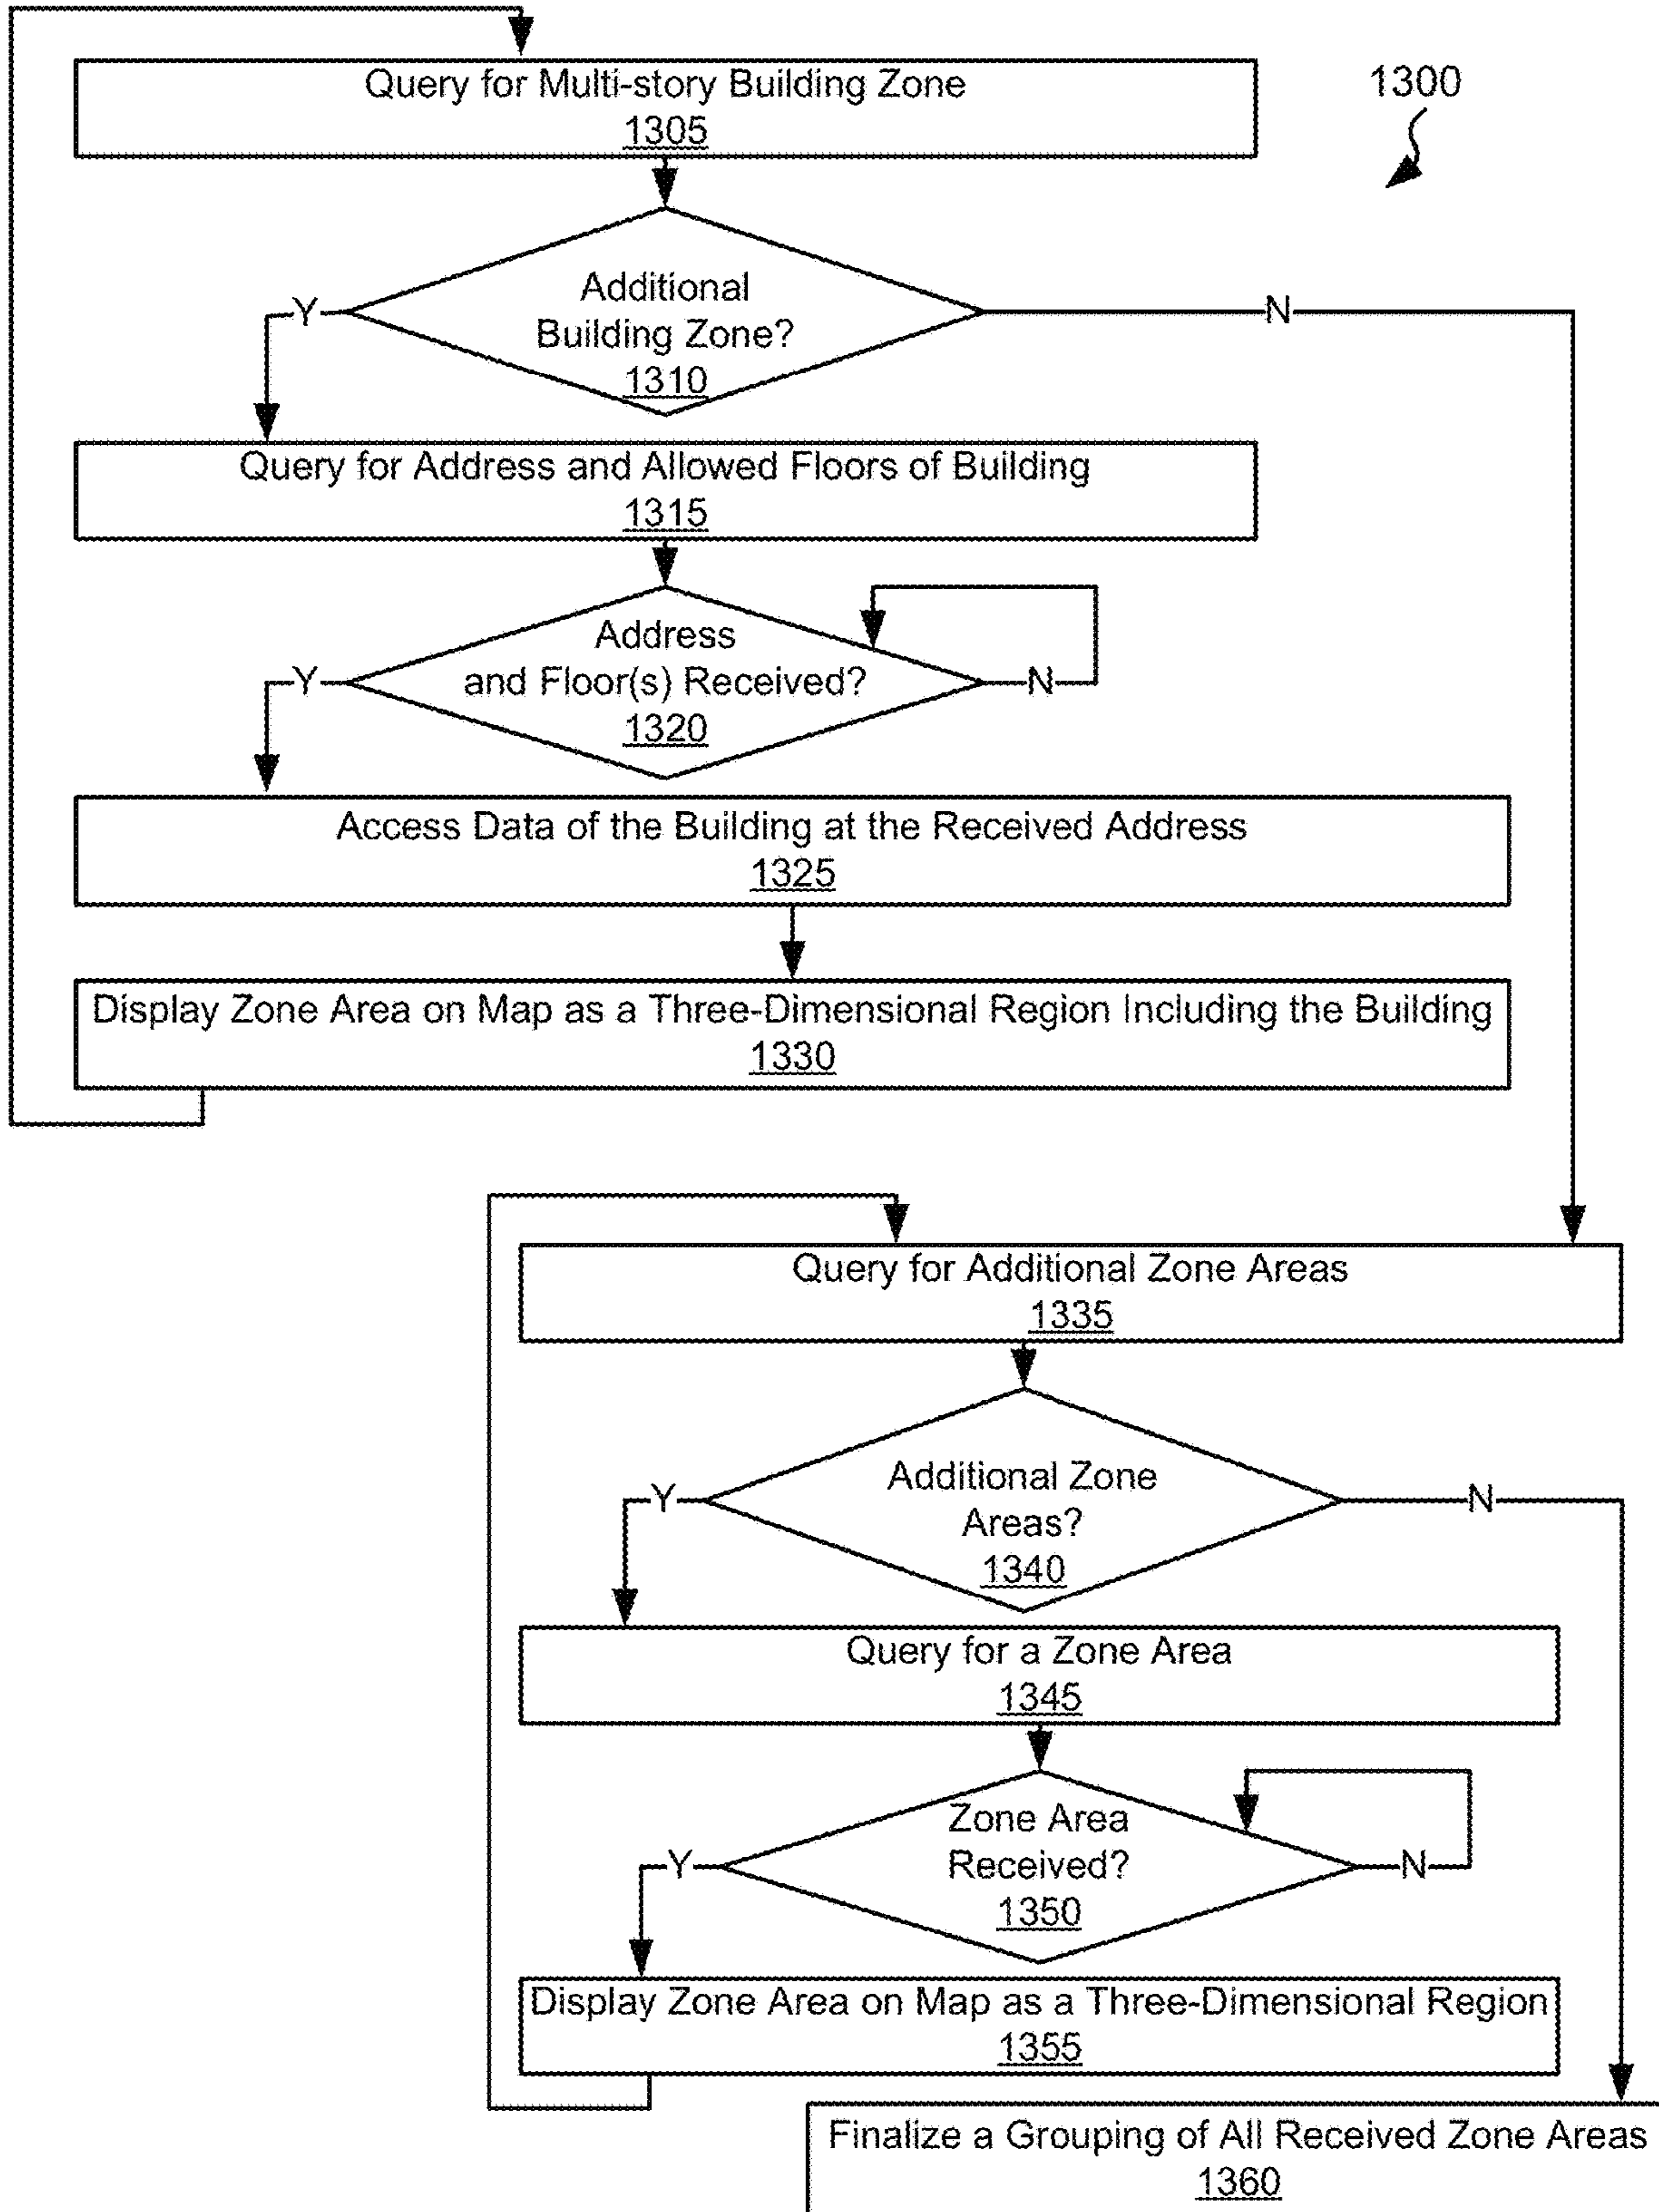 Query for Multi-story Building Zone
1305
1300
Additional
Building Zone?
1310
Y
N
Query for Address and Allowed Floors of Building
1315
Address
and Floor(s) Received?
1320
Y
N
Access Data of the Building at the Received Address
1325
Display Zone Area on Map as a Three-Dimensional Region Including the Building
1330
Query for Additional Zone Areas
1335
Additional Zone
Areas?
1340
Y
N
Query for a Zone Area
1345
Zone Area
Received?
1350
Y
N
Display Zone Area on Map as a Three-Dimensional Region
1355
Finalize a Grouping of All Received Zone Areas
1360